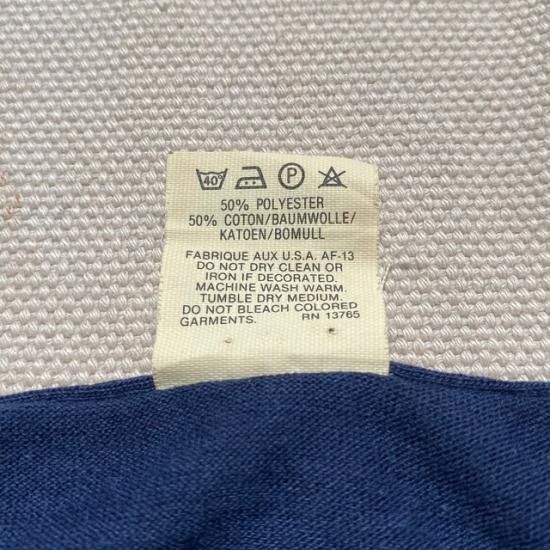 40°
P
50% POLYESTER
50% COTON/BAUMWOLLE/
KATOEN/BOMULL
FABRIQUE AUX U.S.A. AF-13
DO NOT DRY CLEAN OR
IRON IF DECORATED.
MACHINE WASH WARM.
TUMBLE DRY MEDIUM.
DO NOT BLEACH COLORED
GARMENTS. RN 13765